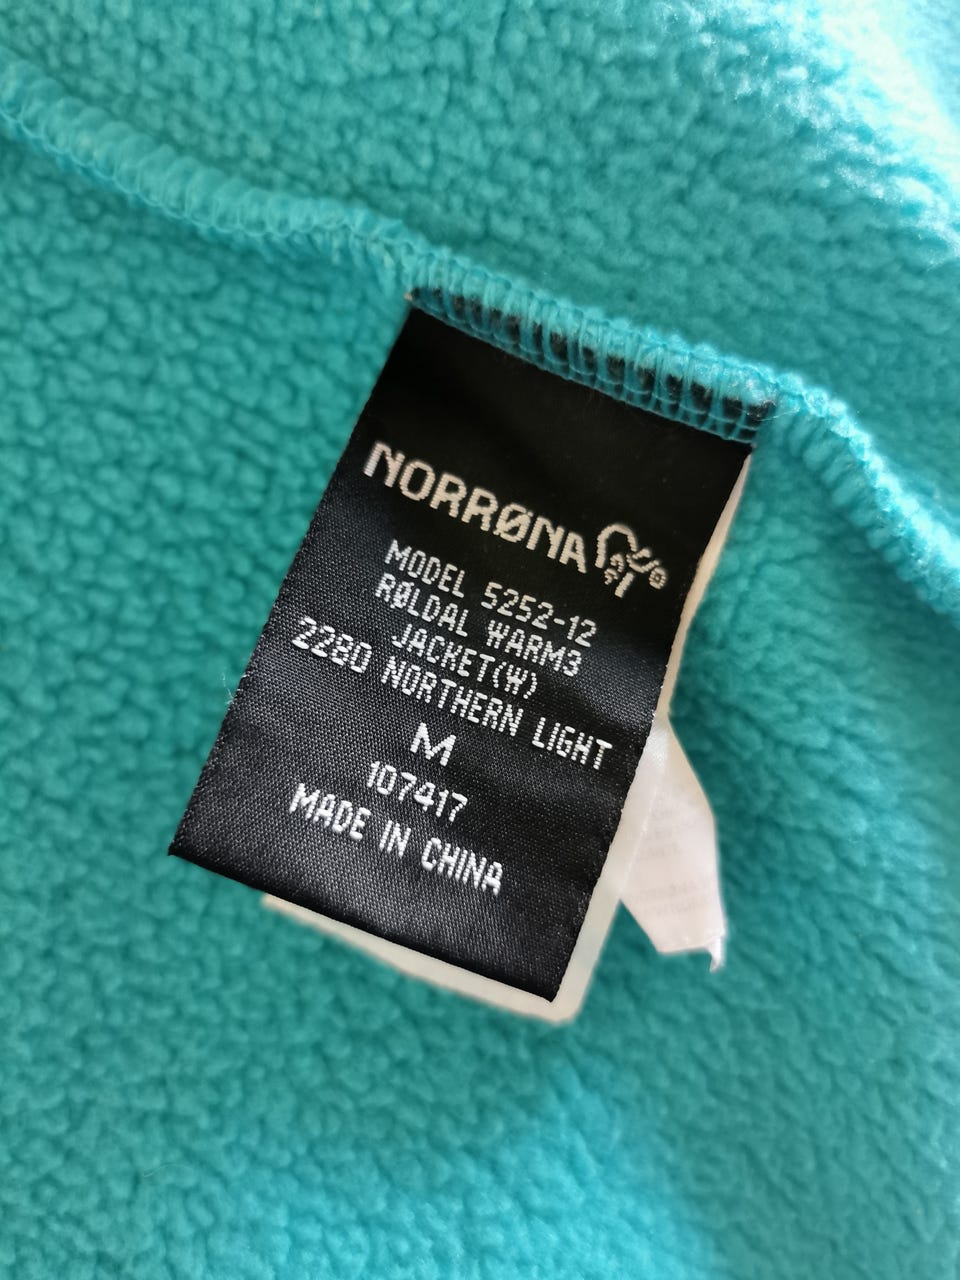 NORRØNA
MODEL 5252-12
RØLDAL WARM3
JACKET(W)
2280 NORTHERN LIGHT
M
107417
MADE IN CHINA